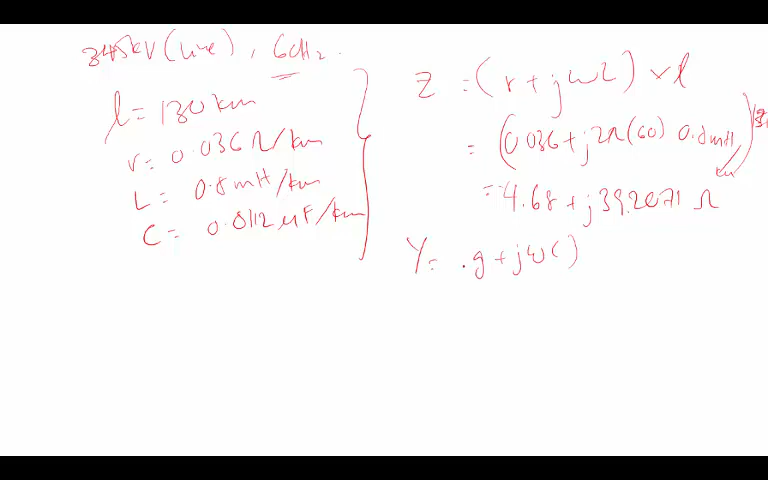 345kV(line), 60Hz.
l = 130 km
r = 0.036 Ω/km
L = 0.8 mH/km
C = 0.0112 μF/km
Z = (r + jωL) × l
= (0.036 + j2π(60) 0.8mH/km)
= 4.68 + j39.2071 Ω
Y = .g + jωC)